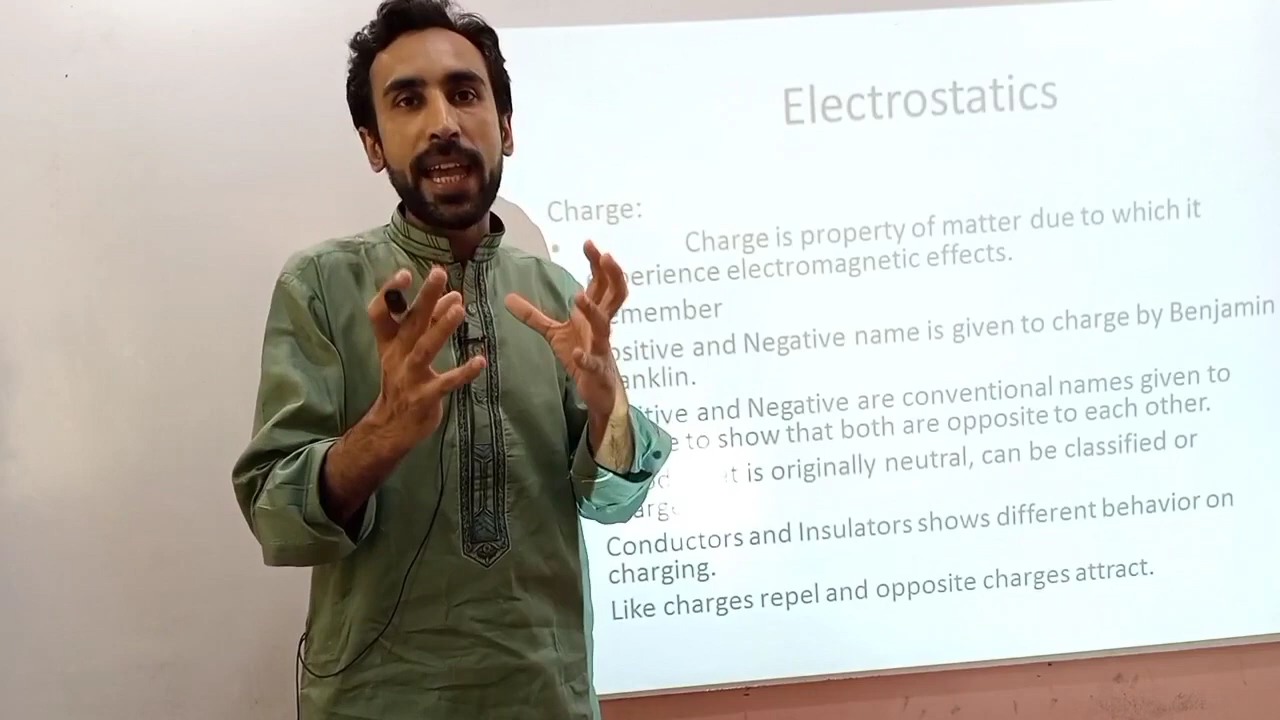 Electrostatics
Charge:
• Charge is property of matter due to which it
perience electromagnetic effects.
emember
ositive and Negative name is given to charge by Benjamin
anklin.
itive and Negative are conventional names given to
e to show that both are opposite to each other.
t is originally neutral, can be classified or
arge
Conductors and Insulators shows different behavior on
charging.
Like charges repel and opposite charges attract.